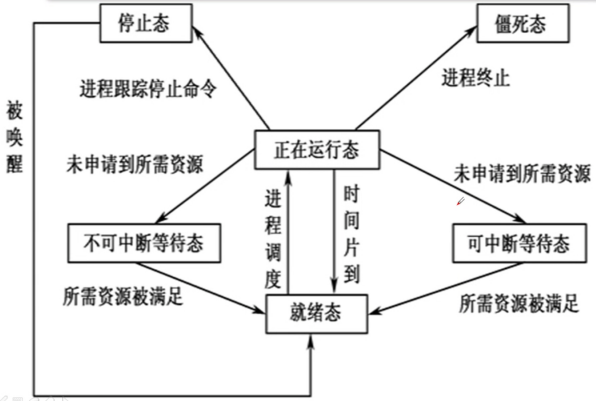 停止态
僵死态
进程跟踪停止命令
进程终止
被唤醒
正在运行态
未申请到所需资源
未申请到所需资源
进程调度
时间片到
不可中断等待态
可中断等待态
所需资源被满足
就绪态
所需资源被满足